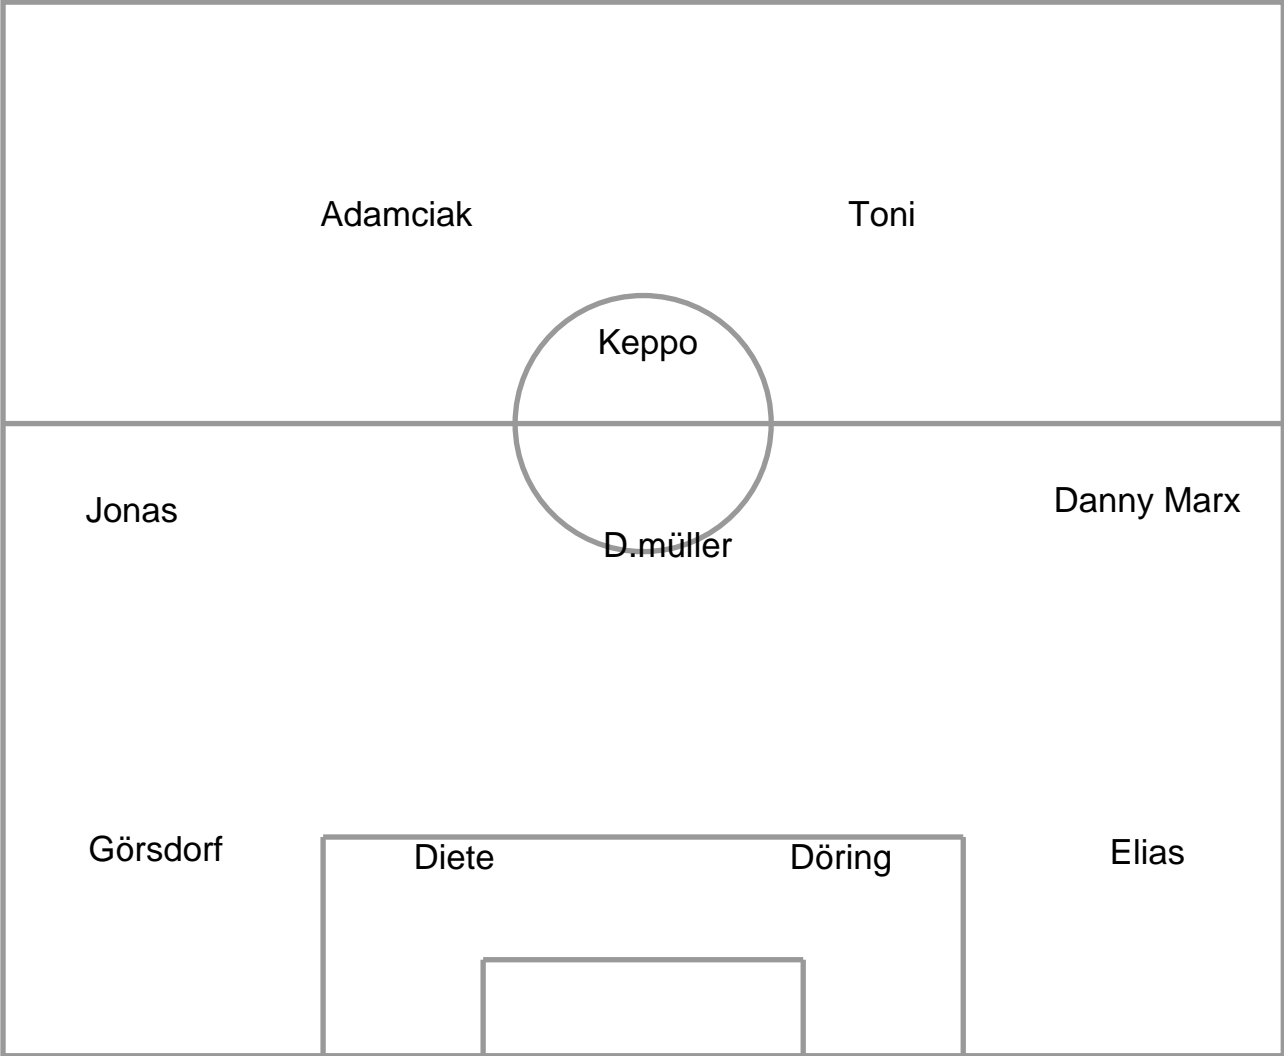 Adamciak
Toni
Keppo
Jonas
Danny Marx
D.müller
Görsdorf
Diete
Döring
Elias